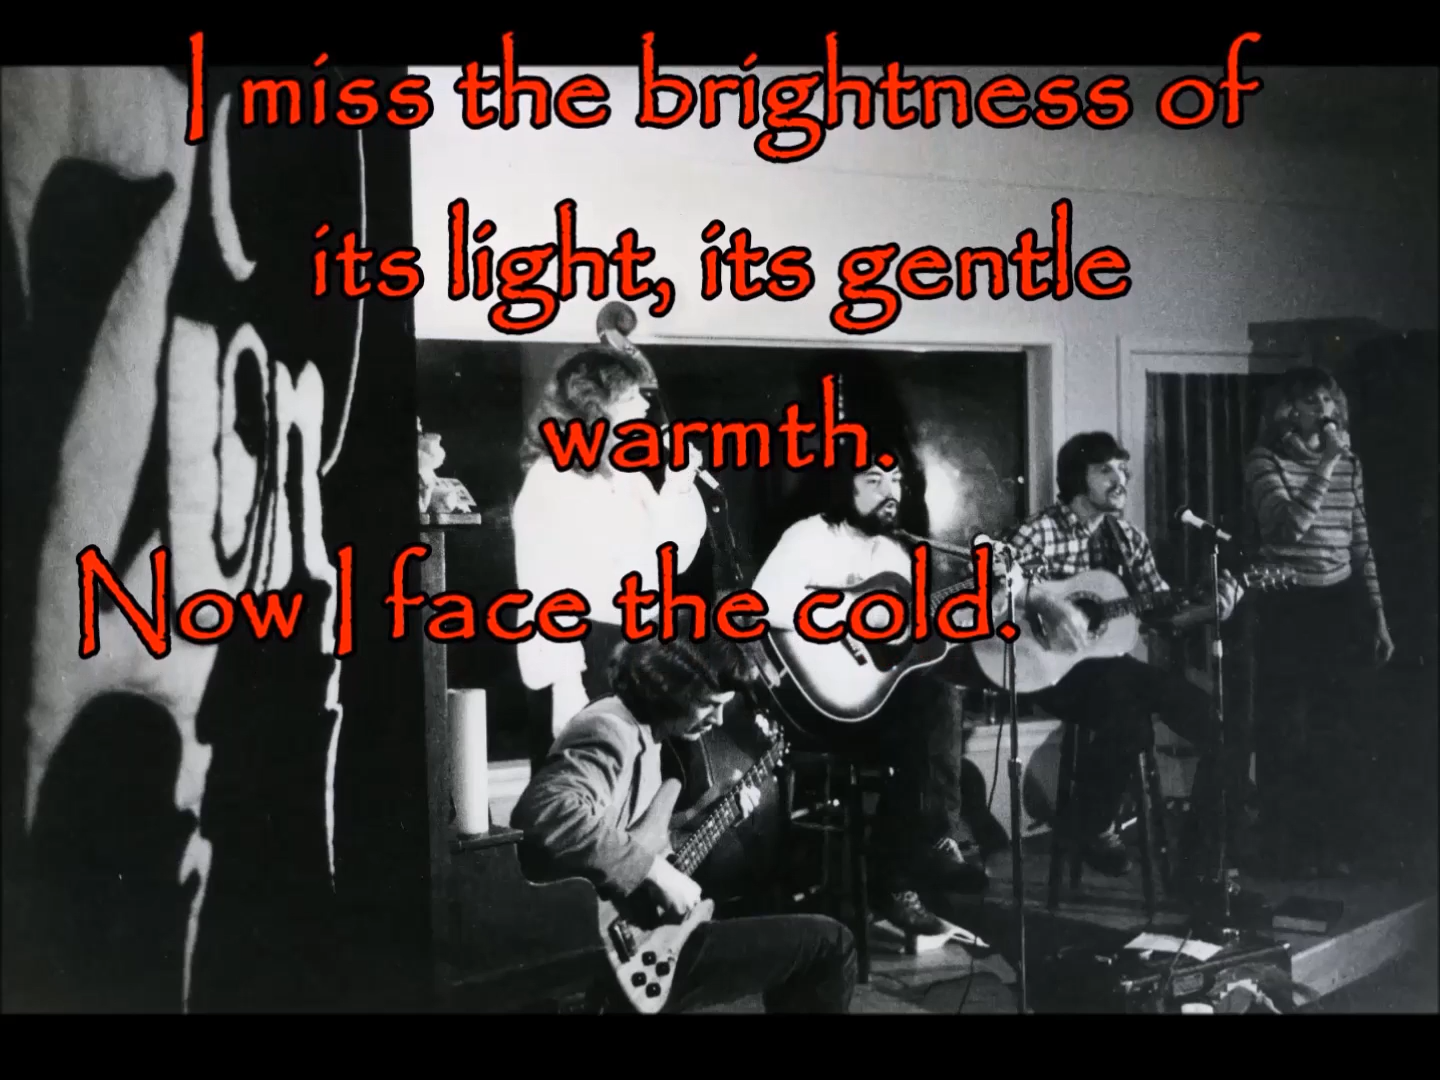 I miss the brightness of
its light, its gentle
warmth.
Now I face the cold.